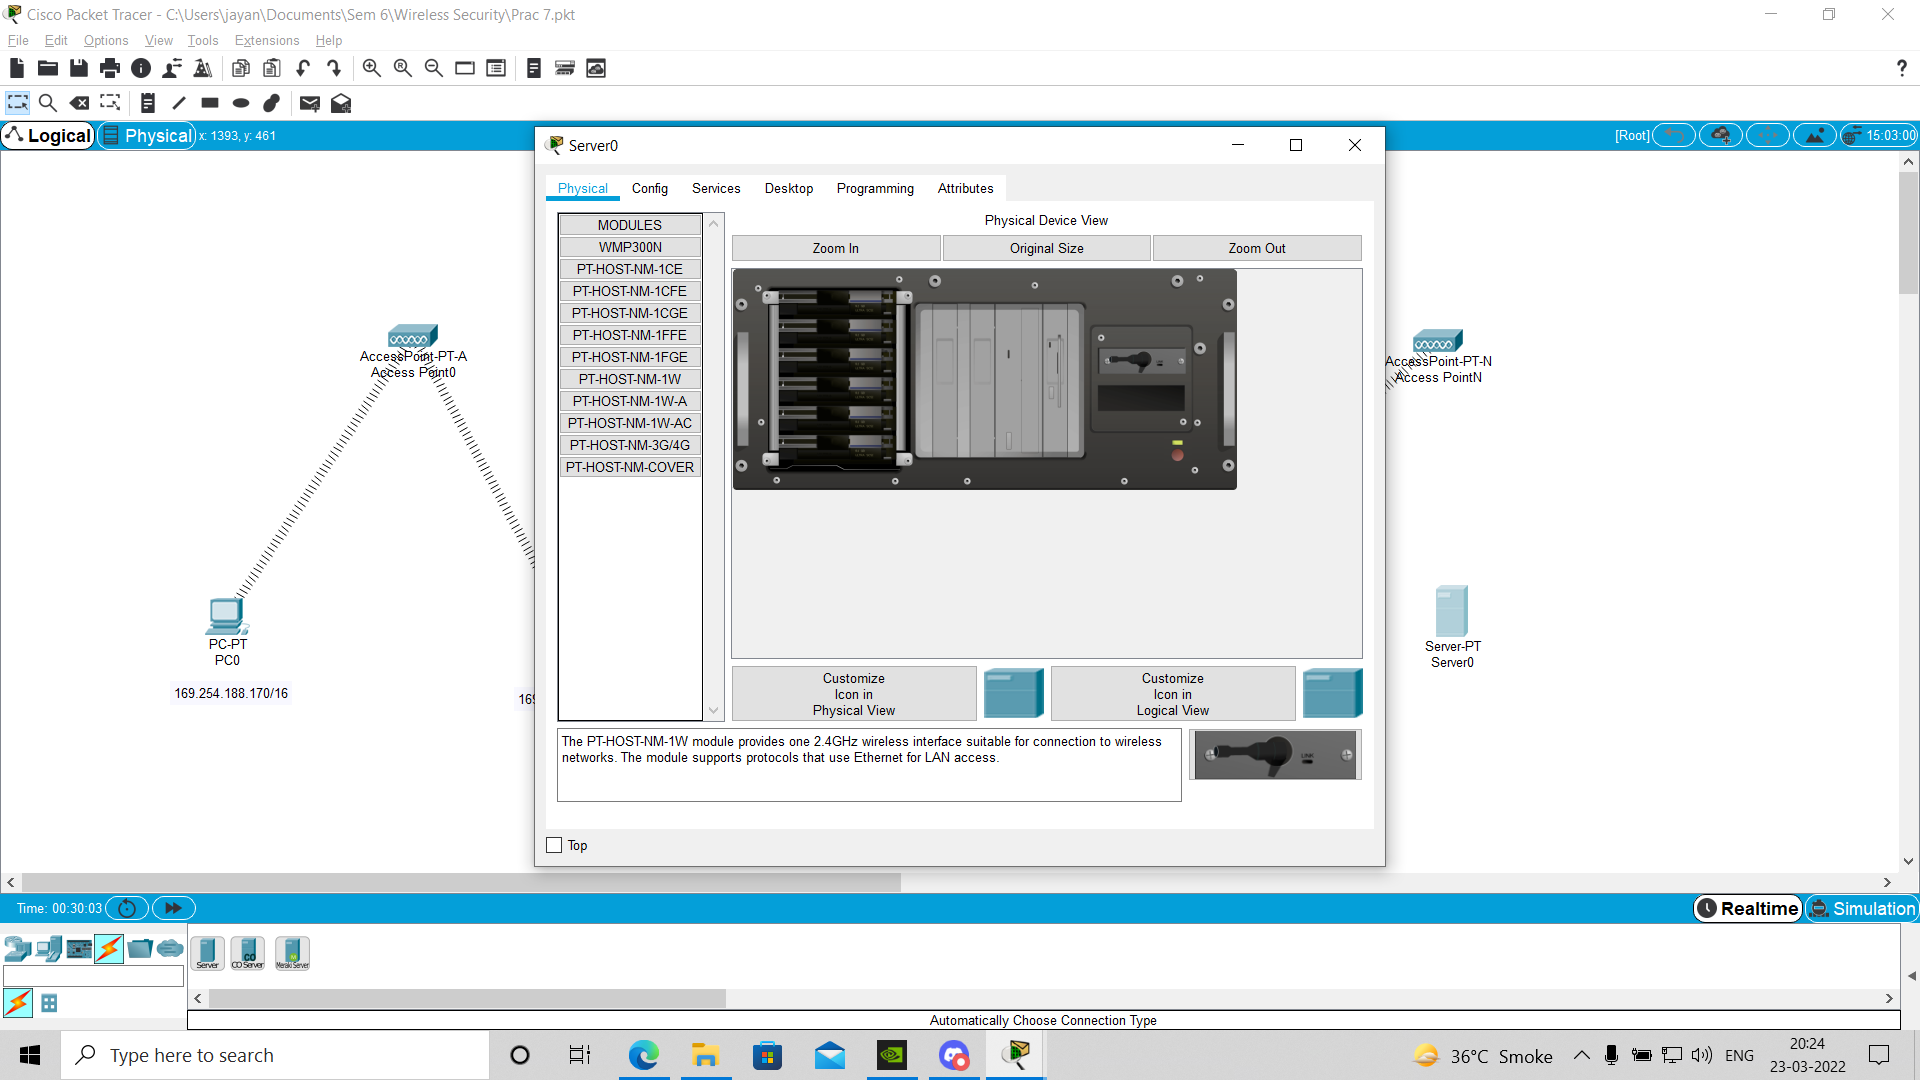 Cisco Packet Tracer - C:\Users\jayan\Documents\Sem 6\Wireless Security\Prac 7.pkt
File Edit Options View Tools Extensions Help
?
Logical Physical x: 1393, y: 461
[Root] 15:03:00
Server0
Physical Config Services Desktop Programming Attributes
MODULES
WMP300N
PT-HOST-NM-1CE
PT-HOST-NM-1CFE
PT-HOST-NM-1CGE
PT-HOST-NM-1FFE
PT-HOST-NM-1FGE
PT-HOST-NM-1W
PT-HOST-NM-1W-A
PT-HOST-NM-1W-AC
PT-HOST-NM-3G/4G
PT-HOST-NM-COVER
Physical Device View
Zoom In Original Size Zoom Out
Customize
Icon in
Physical View
Customize
Icon in
Logical View
The PT-HOST-NM-1W module provides one 2.4GHz wireless interface suitable for connection to wireless
networks. The module supports protocols that use Ethernet for LAN access.
LINK
Top
AccessPoint-PT-A
Access Point0
PC-PT
PC0
169.254.188.170/16
169
AccessPoint-PT-N
Access PointN
Server-PT
Server0
Time: 00:30:03
Realtime Simulation
Server
CO Server
Meraki Server
Automatically Choose Connection Type
Type here to search
36°C Smoke
ENG
20:24
23-03-2022